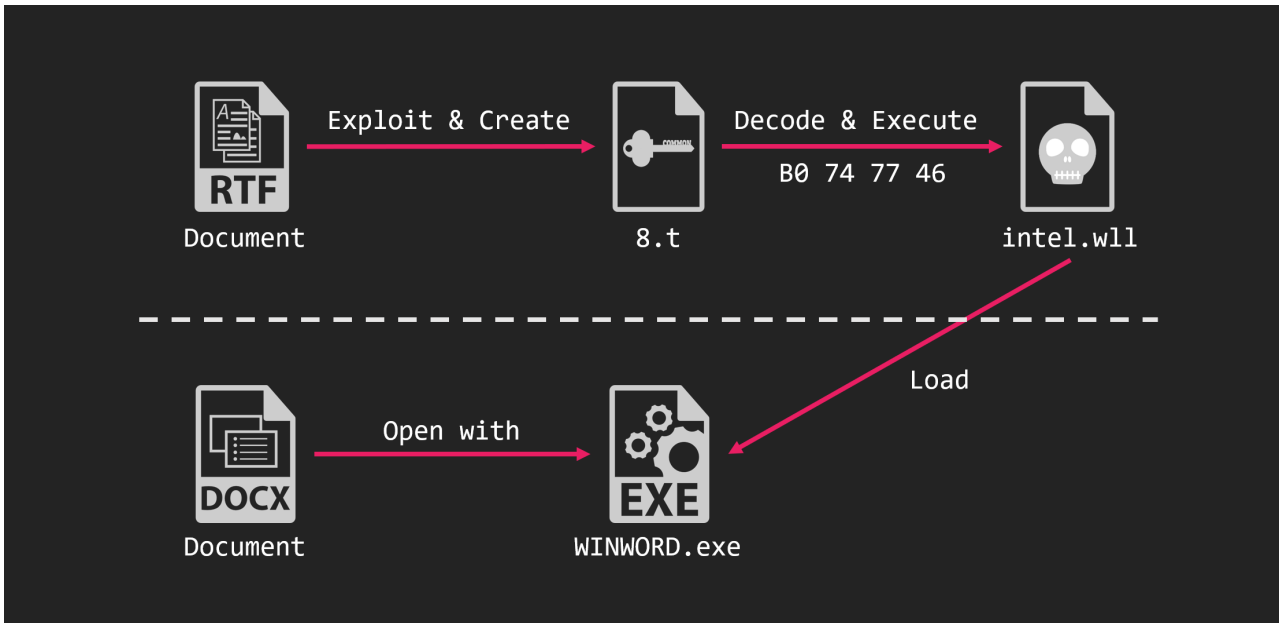 A
RTF
Document
Exploit & Create
COMMON
8.t
Decode & Execute
B0 74 77 46
intel.wll
Load
DOCX
Document
Open with
EXE
WINWORD.exe